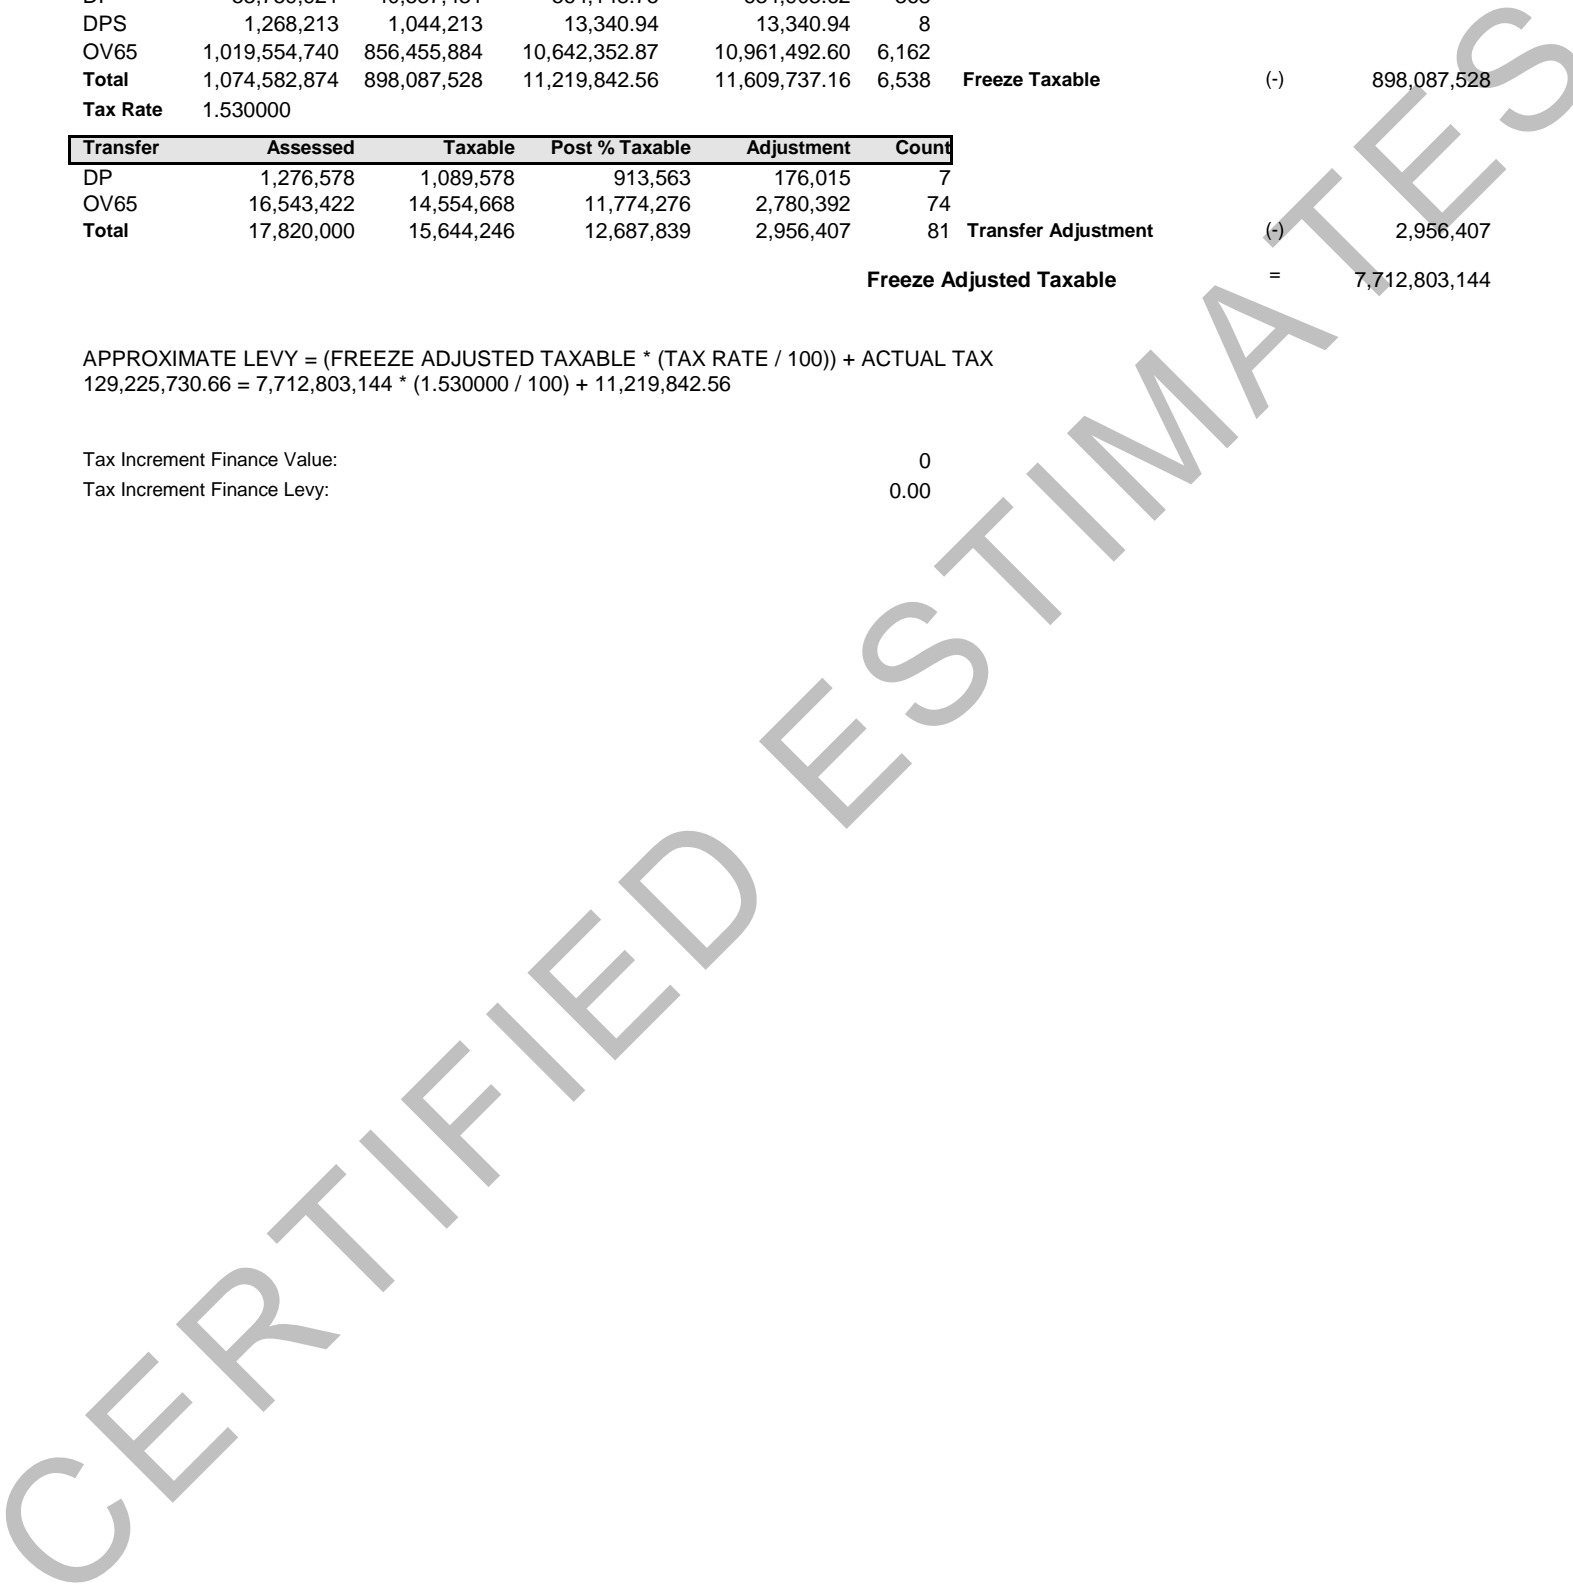 DPS 1,268,213 1,044,213 13,340.94 13,340.94 8
OV65 1,019,554,740 856,455,884 10,642,352.87 10,961,492.60 6,162
Total 1,074,582,874 898,087,528 11,219,842.56 11,609,737.16 6,538 Freeze Taxable (-) 898,087,528
Tax Rate 1.530000
Transfer Assessed Taxable Post % Taxable Adjustment Count
DP 1,276,578 1,089,578 913,563 176,015 7
OV65 16,543,422 14,554,668 11,774,276 2,780,392 74
Total 17,820,000 15,644,246 12,687,839 2,956,407 81 Transfer Adjustment (-) 2,956,407
Freeze Adjusted Taxable = 7,712,803,144
APPROXIMATE LEVY = (FREEZE ADJUSTED TAXABLE * (TAX RATE / 100)) + ACTUAL TAX
129,225,730.66 = 7,712,803,144 * (1.530000 / 100) + 11,219,842.56
Tax Increment Finance Value: 0
Tax Increment Finance Levy: 0.00
CERTIFIED ESTIMATES